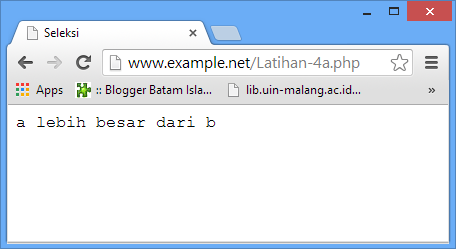 Seleksi
www.example.net/Latihan-4a.php
Apps :: Blogger Batam Isla... lib.uin-malang.ac.id... »
a lebih besar dari b